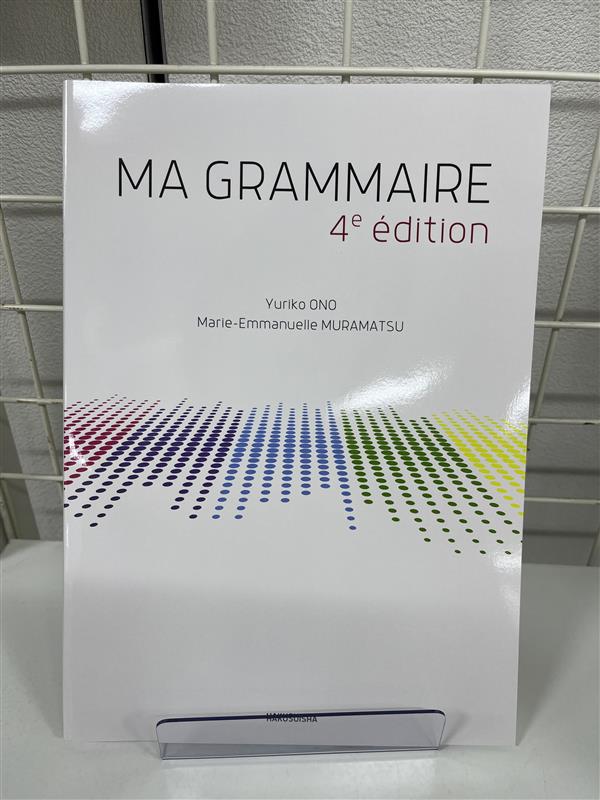 MA GRAMMAIRE
4e édition
Yuriko ONO
Marie-Emmanuelle MURAMATSU
HAKUSUISHA